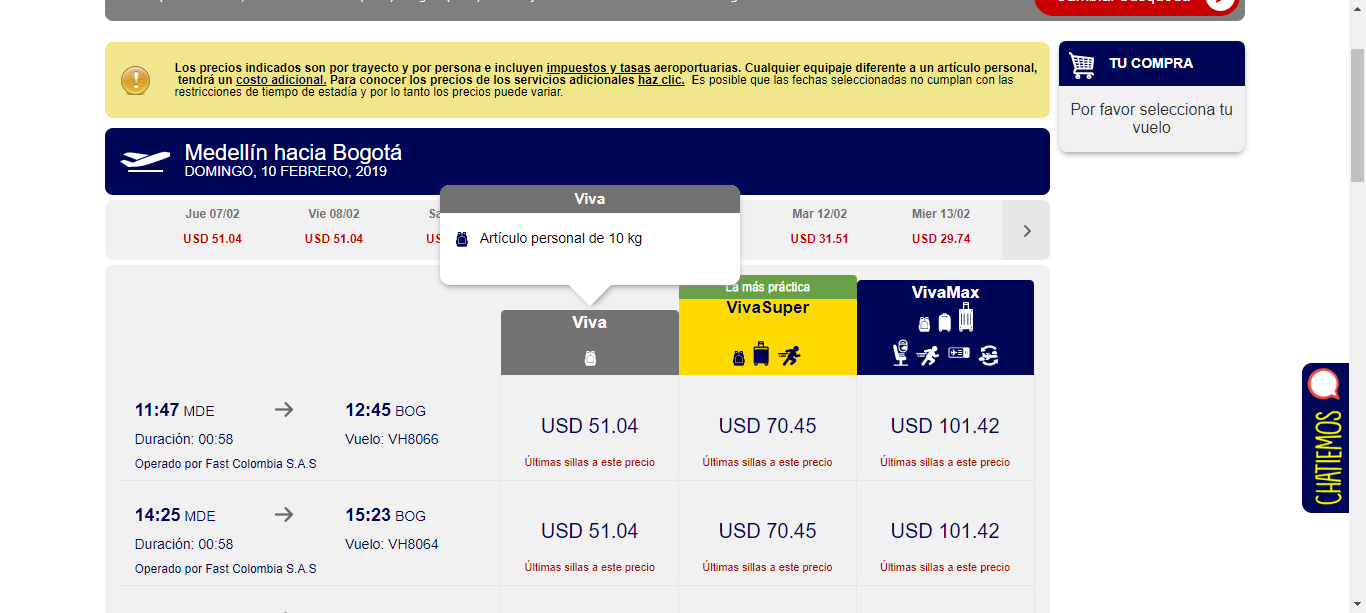 Los precios indicados son por trayecto y por persona e incluyen impuestos y tasas aeroportuarias. Cualquier equipaje diferente a un artículo personal,
tendrá un costo adicional. Para conocer los precios de los servicios adicionales haz clic. Es posible que las fechas seleccionadas no cumplan con las
restricciones de tiempo de estadía y por lo tanto los precios puede variar.
TU COMPRA
Por favor selecciona tu
vuelo
Medellín hacia Bogotá
DOMINGO, 10 FEBRERO, 2019
Jue 07/02
USD 51.04
Vie 08/02
USD 51.04
Mar 12/02
USD 31.51
Mier 13/02
USD 29.74
Viva
Artículo personal de 10 kg
Viva
La más práctica
VivaSuper
VivaMax
11:47 MDE
12:45 BOG
Duración: 00:58
Vuelo: VH8066
Operado por Fast Colombia S.A.S
USD 51.04
Últimas sillas a este precio
USD 70.45
Últimas sillas a este precio
USD 101.42
Últimas sillas a este precio
14:25 MDE
15:23 BOG
Duración: 00:58
Vuelo: VH8064
Operado por Fast Colombia S.A.S
USD 51.04
Últimas sillas a este precio
USD 70.45
Últimas sillas a este precio
USD 101.42
Últimas sillas a este precio
CHATIEMOS